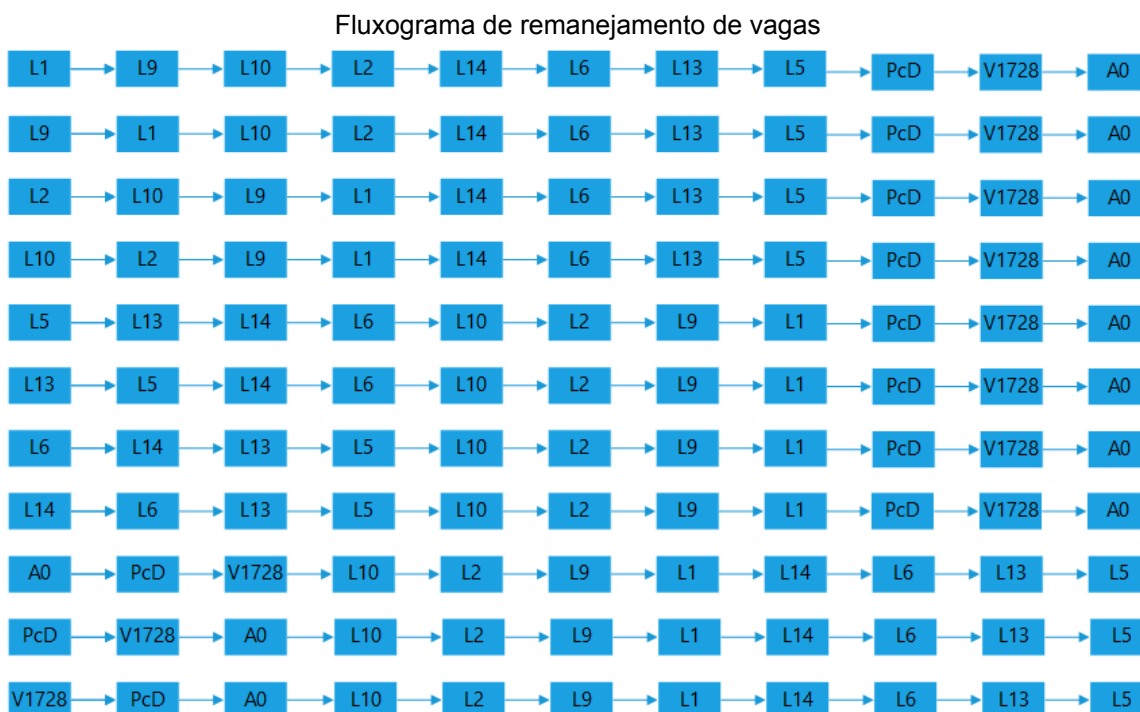 Fluxograma de remanejamento de vagas
L1 L9 L10 L2 L14 L6 L13 L5 PcD V1728 A0
L9 L1 L10 L2 L14 L6 L13 L5 PcD V1728 A0
L2 L10 L9 L1 L14 L6 L13 L5 PcD V1728 A0
L10 L2 L9 L1 L14 L6 L13 L5 PcD V1728 A0
L5 L13 L14 L6 L10 L2 L9 L1 PcD V1728 A0
L13 L5 L14 L6 L10 L2 L9 L1 PcD V1728 A0
L6 L14 L13 L5 L10 L2 L9 L1 PcD V1728 A0
L14 L6 L13 L5 L10 L2 L9 L1 PcD V1728 A0
A0 PcD V1728 L10 L2 L9 L1 L14 L6 L13 L5
PcD V1728 A0 L10 L2 L9 L1 L14 L6 L13 L5
V1728 PcD A0 L10 L2 L9 L1 L14 L6 L13 L5